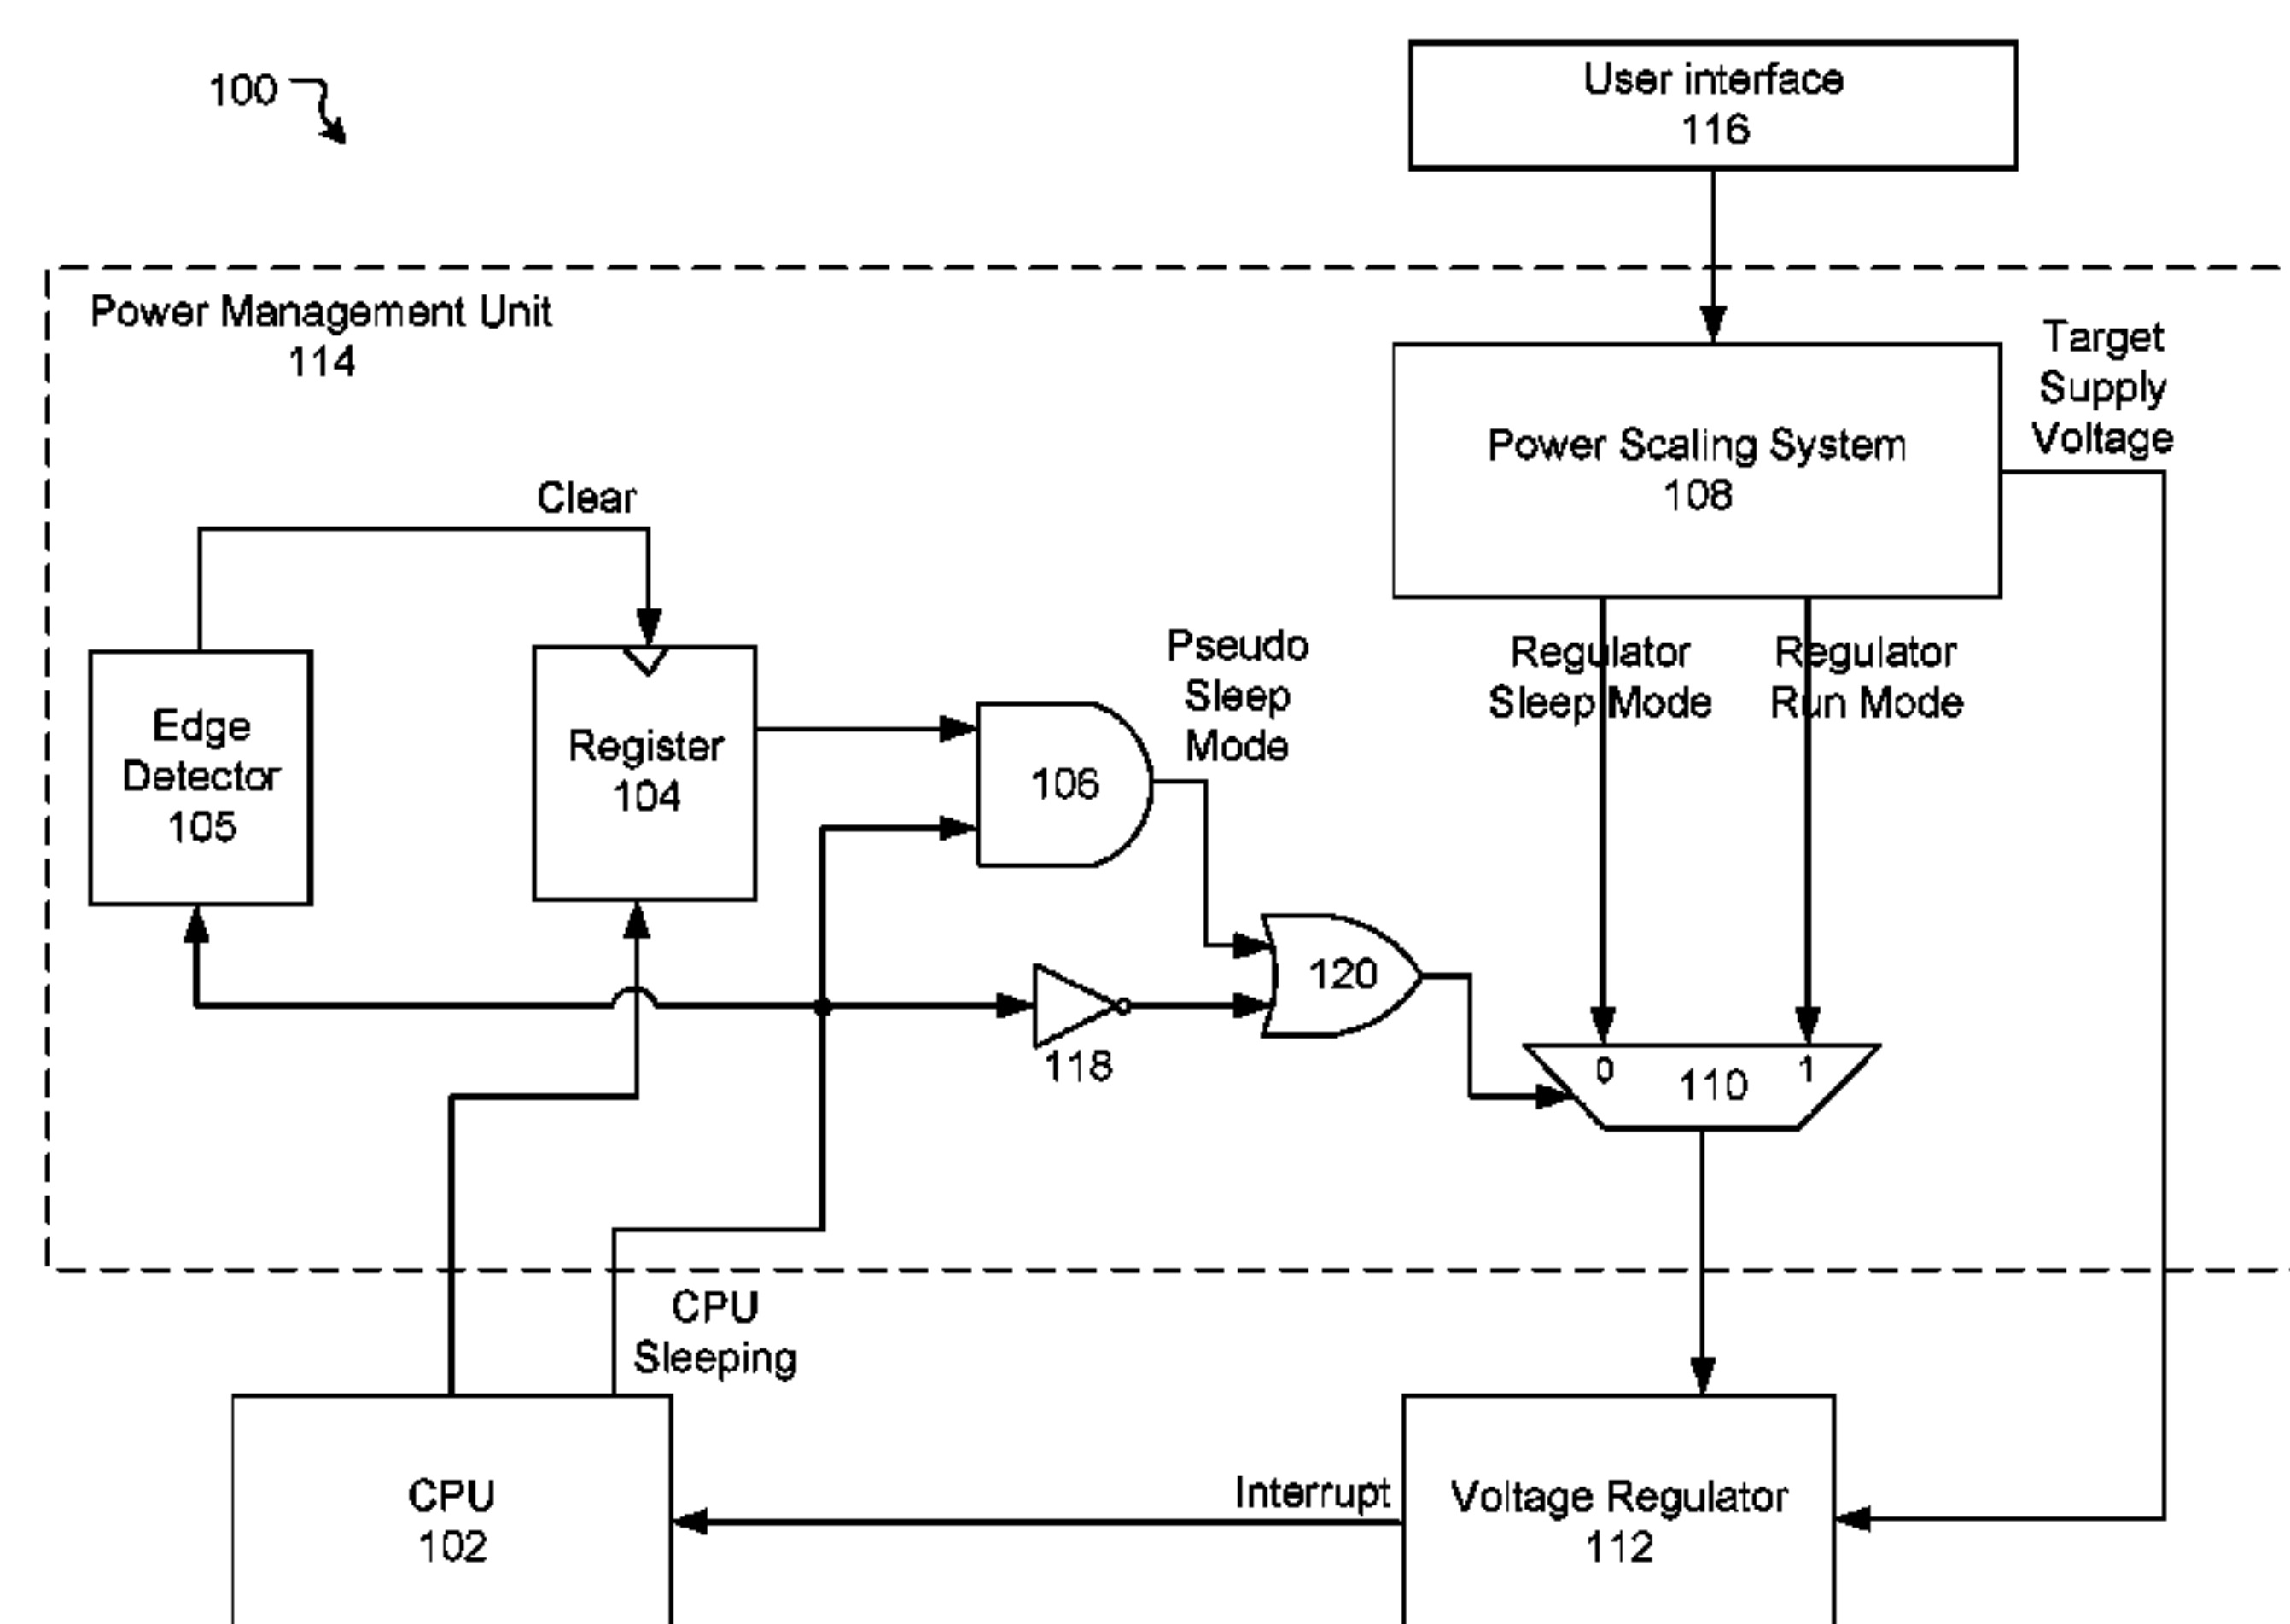 100
User interface
116
Power Management Unit
114
Target
Supply
Voltage
Power Scaling System
108
Clear
Pseudo
Sleep
Mode
Regulator
Sleep Mode
Regulator
Run Mode
Edge
Detector
105
Register
104
106
120
118
0
110
1
CPU
Sleeping
CPU
102
Interrupt
Voltage Regulator
112